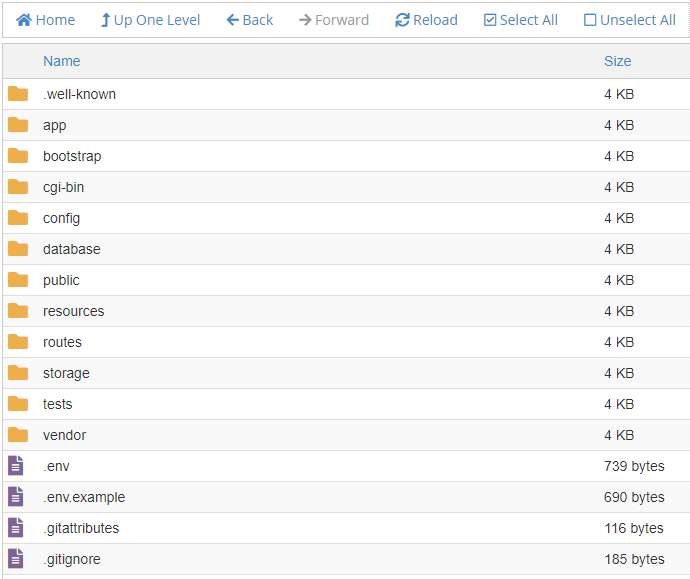 Home Up One Level Back Forward Reload Select All Unselect All
Name Size
.well-known 4 KB
app 4 KB
bootstrap 4 KB
cgi-bin 4 KB
config 4 KB
database 4 KB
public 4 KB
resources 4 KB
routes 4 KB
storage 4 KB
tests 4 KB
vendor 4 KB
.env 739 bytes
.env.example 690 bytes
.gitattributes 116 bytes
.gitignore 185 bytes